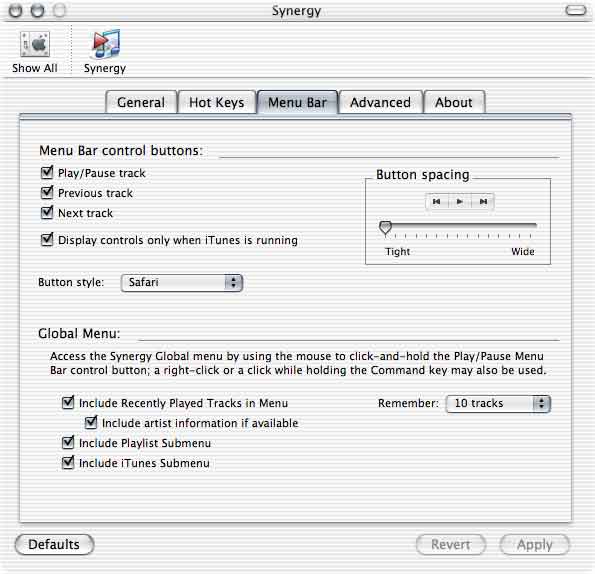 Synergy
Show All
Synergy
General
Hot Keys
Menu Bar
Advanced
About
Menu Bar control buttons:
Play/Pause track
Previous track
Next track
Display controls only when iTunes is running
Button spacing
Tight
Wide
Button style:
Safari
Global Menu:
Access the Synergy Global menu by using the mouse to click-and-hold the Play/Pause Menu
Bar control button; a right-click or a click while holding the Command key may also be used.
Include Recently Played Tracks in Menu
Remember:
10 tracks
Include artist information if available
Include Playlist Submenu
Include iTunes Submenu
Defaults
Revert
Apply